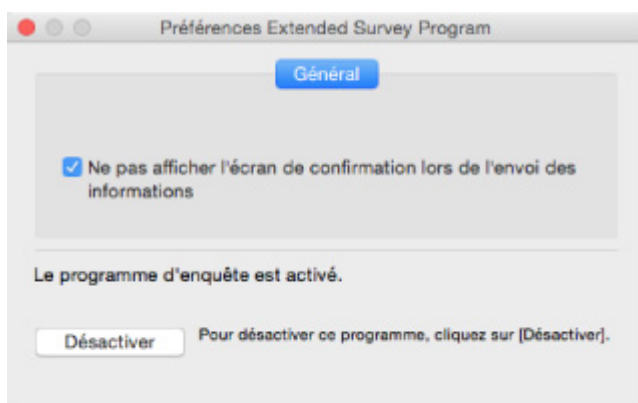 Préférences Extended Survey Program
Général
Ne pas afficher l'écran de confirmation lors de l'envoi des
informations
Le programme d'enquête est activé.
Désactiver
Pour désactiver ce programme, cliquez sur [Désactiver].